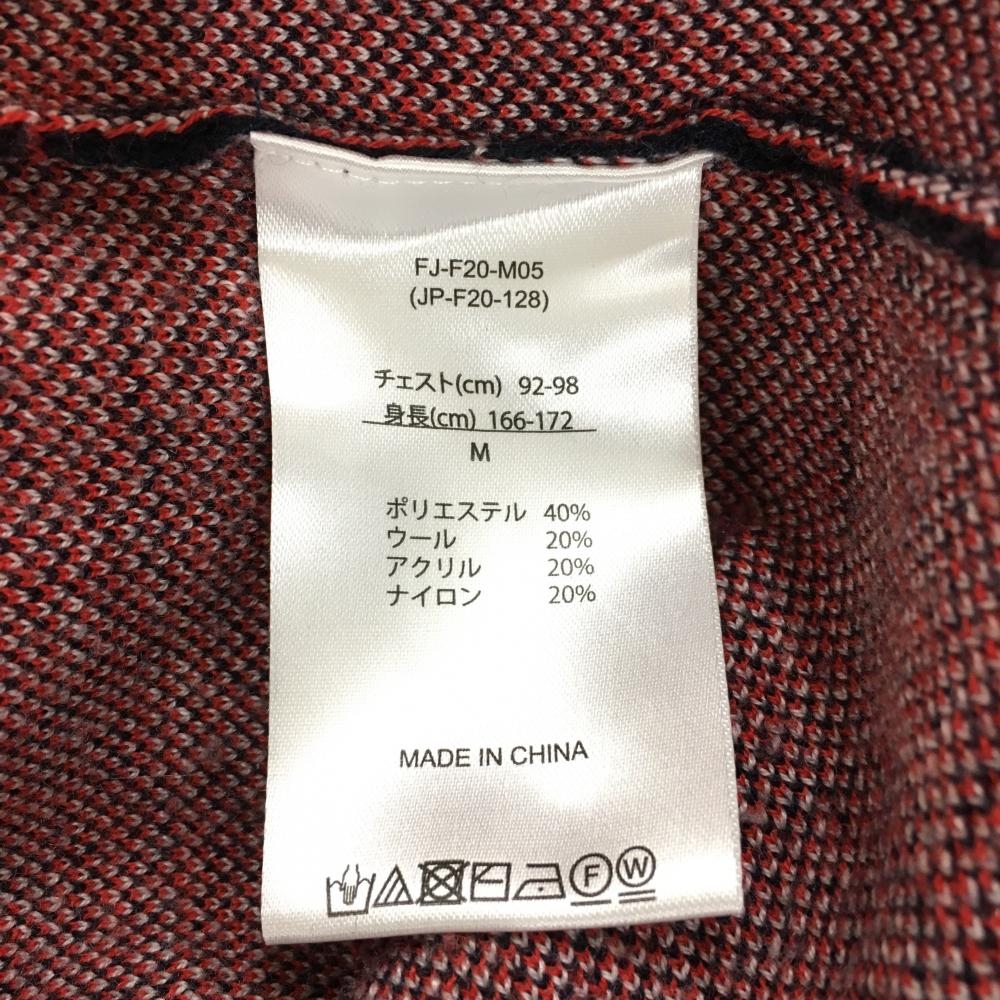 FJ-F20-M05
(JP-F20-128)
チェスト(cm) 92-98
身長(cm) 166-172
M
ポリエステル 40%
ウール 20%
アクリル 20%
ナイロン 20%
MADE IN CHINA
F W